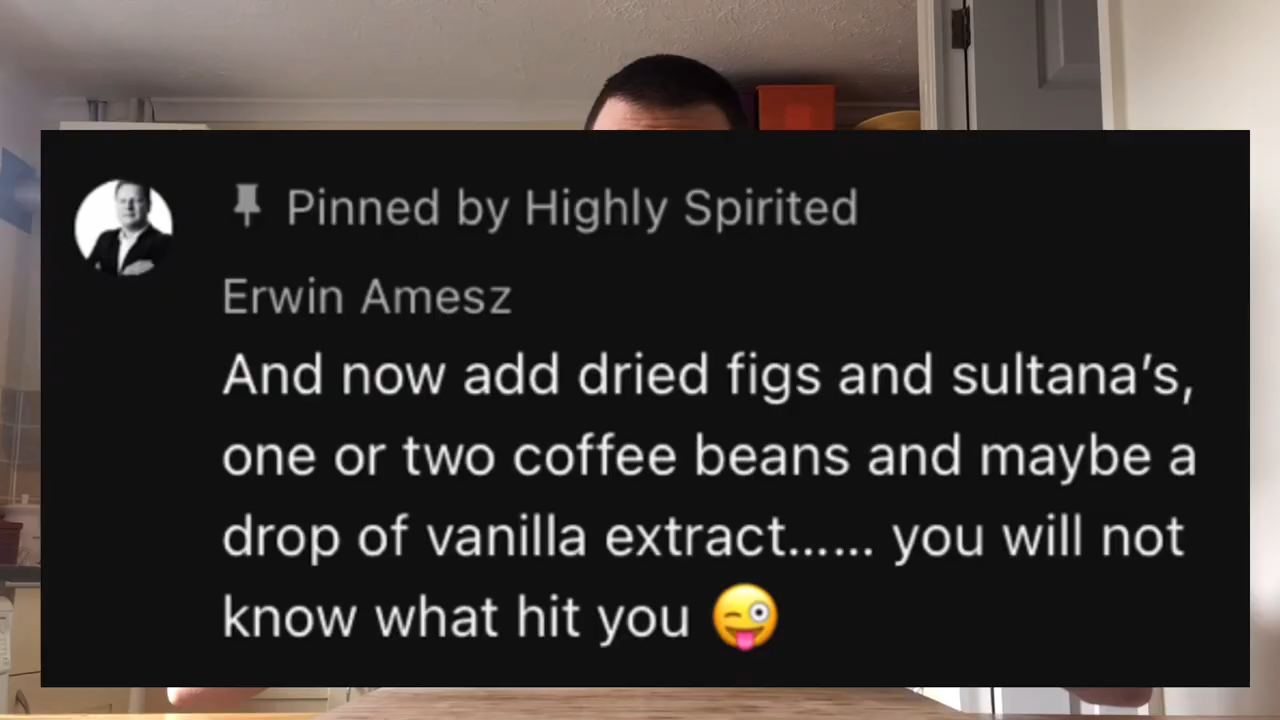 Pinned by Highly Spirited
Erwin Amesz
And now add dried figs and sultana’s,
one or two coffee beans and maybe a
drop of vanilla extract...... you will not
know what hit you 😜